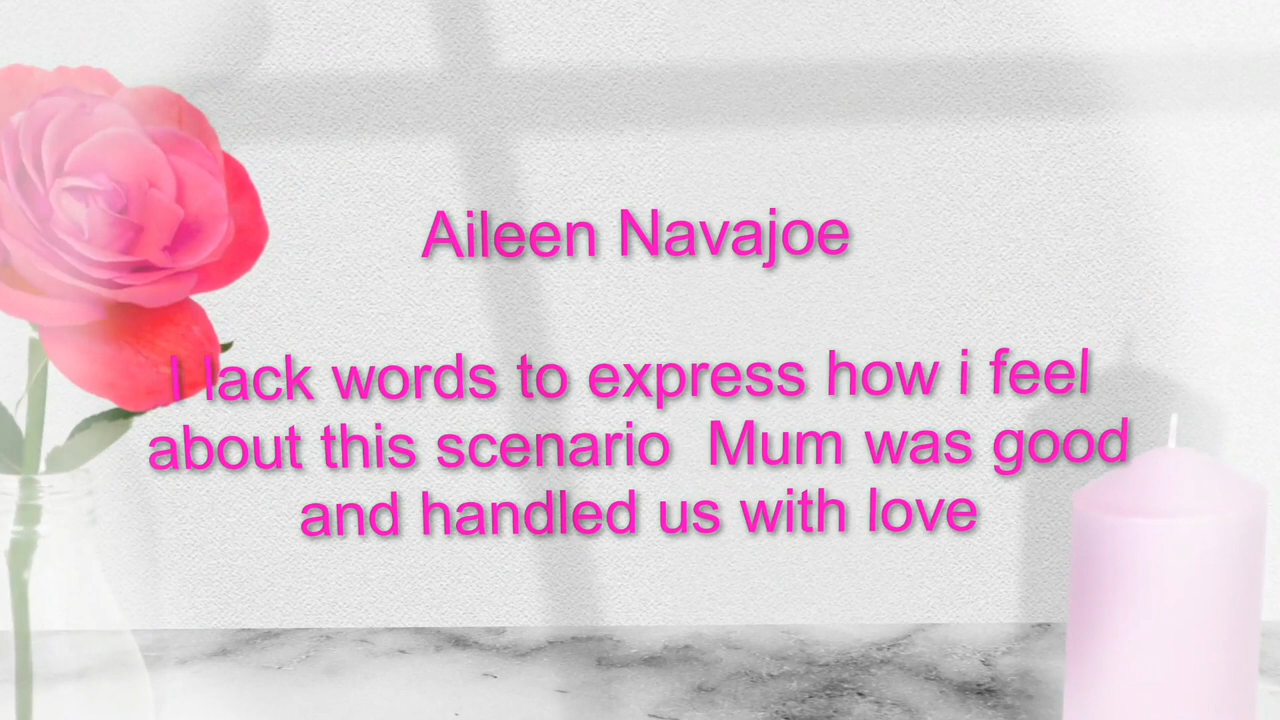 Aileen Navajoe
I lack words to express how i feel
about this scenario  Mum was good
and handled us with love